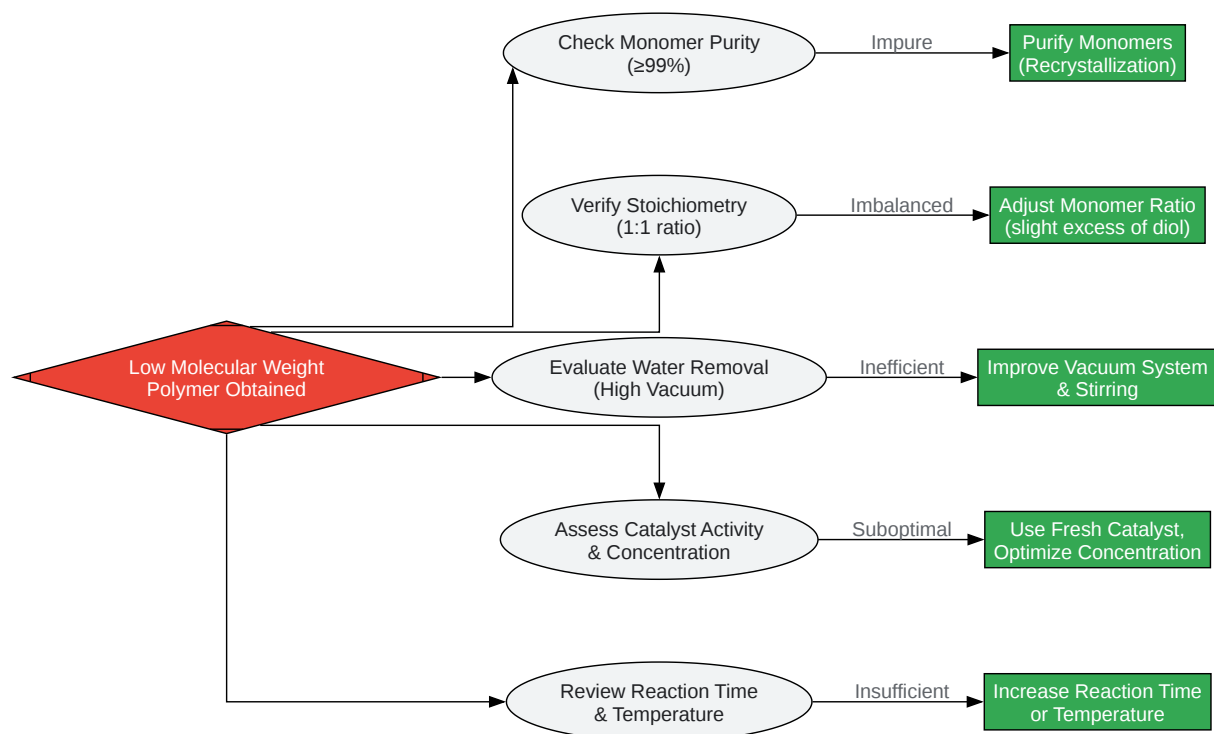 Check Monomer Purity
(≥99%)
Impure
Purify Monomers
(Recrystallization)
Verify Stoichiometry
(1:1 ratio)
Imbalanced
Adjust Monomer Ratio
(slight excess of diol)
Low Molecular Weight
Polymer Obtained
Evaluate Water Removal
(High Vacuum)
Inefficient
Improve Vacuum System
& Stirring
Assess Catalyst Activity
& Concentration
Suboptimal
Use Fresh Catalyst,
Optimize Concentration
Review Reaction Time
& Temperature
Insufficient
Increase Reaction Time
or Temperature